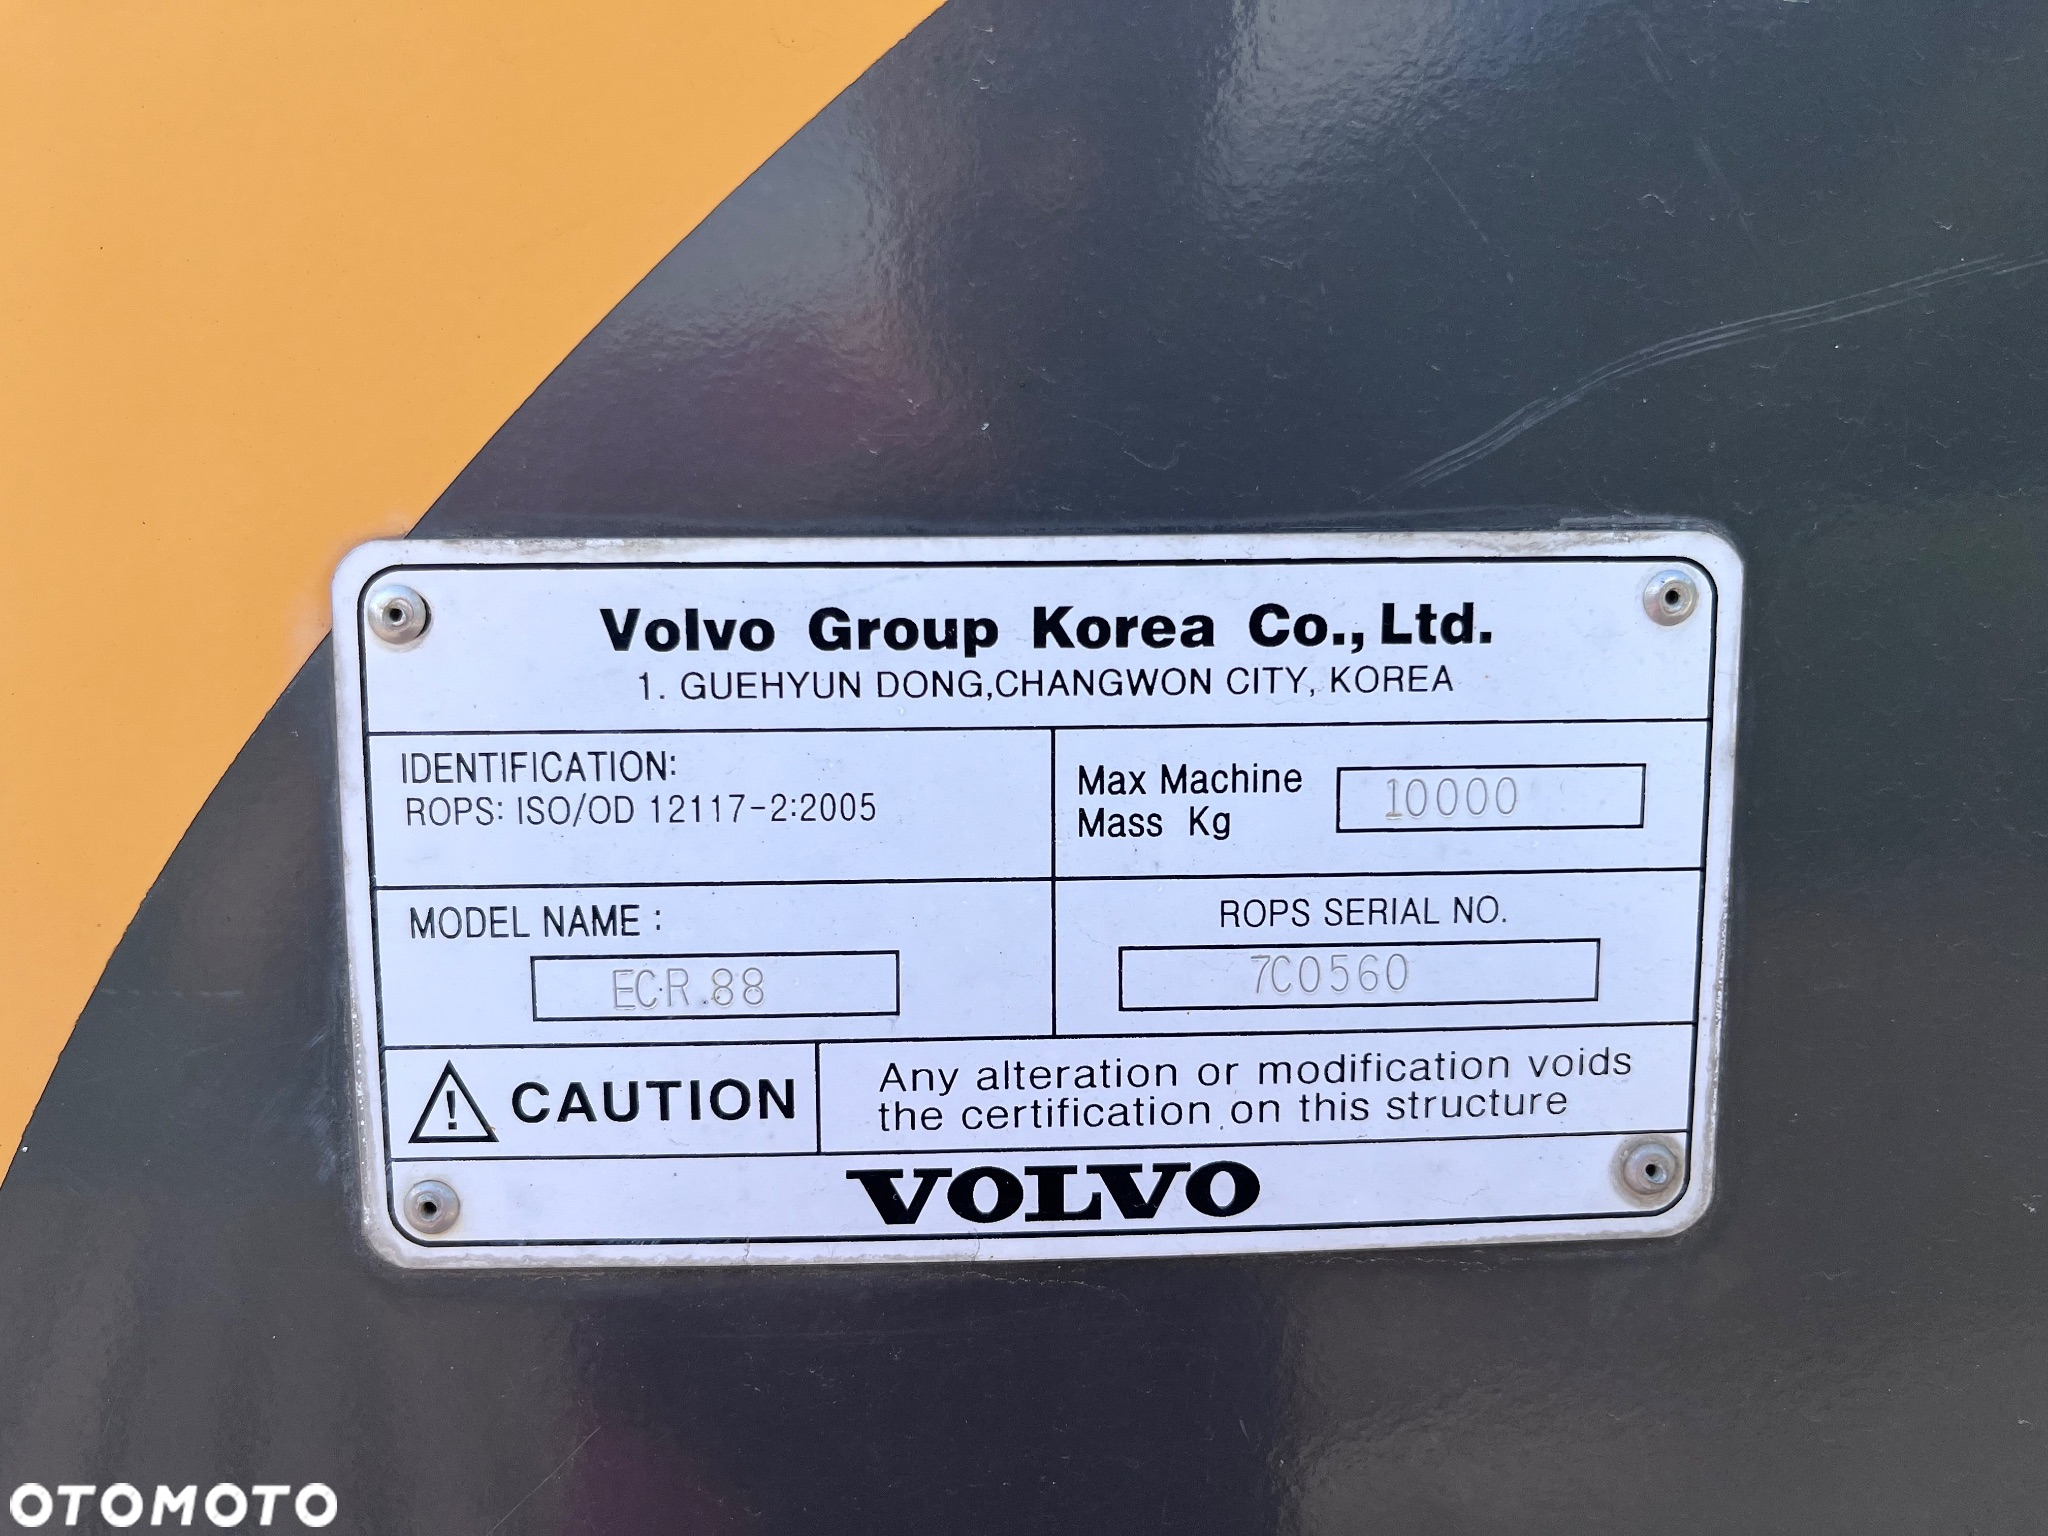 Volvo Group Korea Co., Ltd.
1. GUEHYUN DONG,CHANGWON CITY, KOREA
IDENTIFICATION:
ROPS: ISO/OD 12117-2:2005
Max Machine
Mass Kg
10000
MODEL NAME :
ECR 88
ROPS SERIAL NO.
7C0560
CAUTION
Any alteration or modification voids
the certification on this structure
VOLVO
OTOMOTO